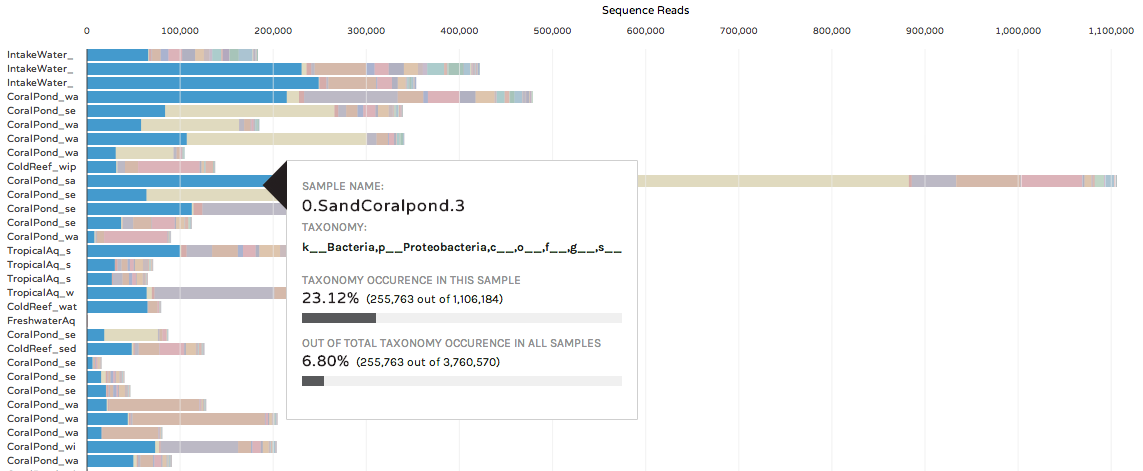 Sequence Reads
0 100,000 200,000 300,000 400,000 500,000 600,000 700,000 800,000 900,000 1,000,000 1,100,000
IntakeWater_
IntakeWater_
IntakeWater_
CoralPond_wa
CoralPond_se
CoralPond_wa
CoralPond_wa
CoralPond_wa
ColdReef_wip
CoralPond_sa
CoralPond_se
CoralPond_se
CoralPond_se
CoralPond_wa
TropicalAq_s
TropicalAq_s
TropicalAq_s
TropicalAq_w
ColdReef_wat
FreshwaterAq
CoralPond_se
ColdReef_sed
CoralPond_se
CoralPond_se
CoralPond_se
CoralPond_wa
CoralPond_wa
CoralPond_wa
CoralPond_wi
CoralPond_wa
SAMPLE NAME:
0.SandCoralpond.3
TAXONOMY:
k__Bacteria,p__Proteobacteria,c__,o__,f__,g__,s__
TAXONOMY OCCURENCE IN THIS SAMPLE
23.12% (255,763 out of 1,106,184)
OUT OF TOTAL TAXONOMY OCCURENCE IN ALL SAMPLES
6.80% (255,763 out of 3,760,570)